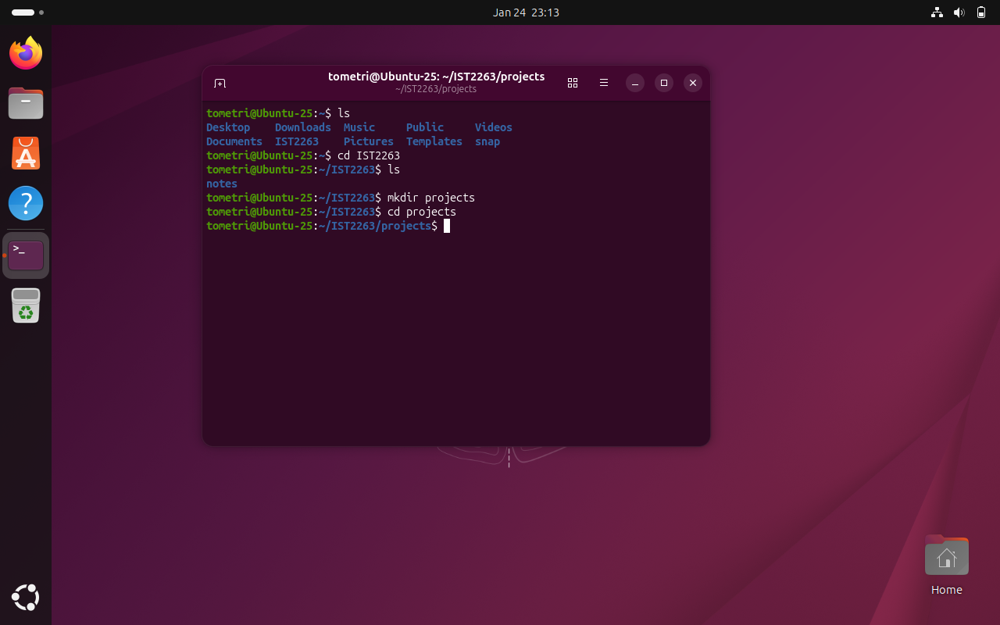 Jan 24 23:13
tometri@Ubuntu-25: ~/IST2263/projects
~/IST2263/projects
tometri@Ubuntu-25:~$ ls
Desktop Downloads Music Public Videos
Documents IST2263 Pictures Templates snap
tometri@Ubuntu-25:~$ cd IST2263
tometri@Ubuntu-25:~/IST2263$ ls
notes
tometri@Ubuntu-25:~/IST2263$ mkdir projects
tometri@Ubuntu-25:~/IST2263$ cd projects
tometri@Ubuntu-25:~/IST2263/projects$
Home